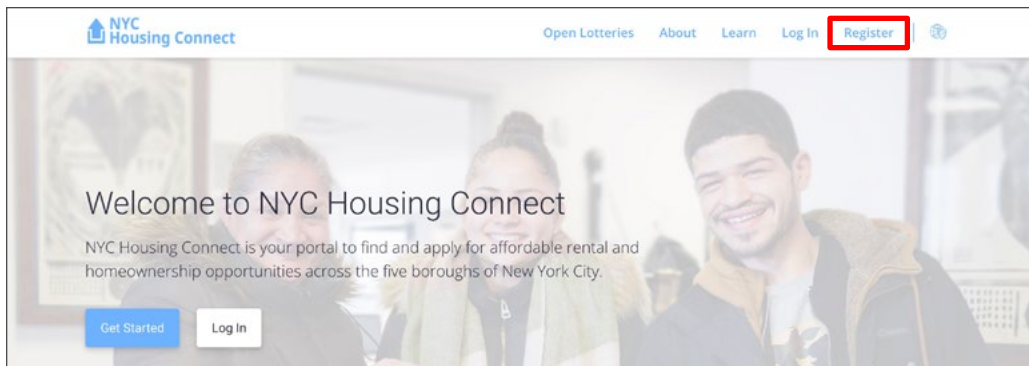 NYC
Housing Connect
Open Lotteries About Learn Log In Register
Welcome to NYC Housing Connect
NYC Housing Connect is your portal to find and apply for affordable rental and
homeownership opportunities across the five boroughs of New York City.
Get Started Log In